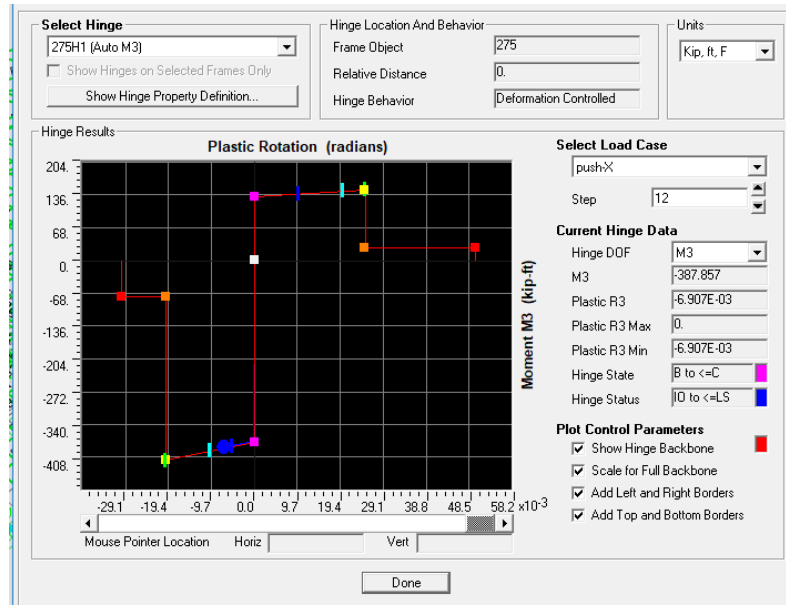 Select Hinge
275H1 (Auto M3)
Show Hinges on Selected Frames Only
Show Hinge Property Definition...
Hinge Location And Behavior
Frame Object 275
Relative Distance 0.
Hinge Behavior Deformation Controlled
Units
Kip, ft, F
Hinge Results
Plastic Rotation (radians)
204.
136.
68.
0.
-68.
-136.
-204.
-272.
-340.
-408.
Moment M3 (kip-ft)
-29.1 -19.4 -9.7 0.0 9.7 19.4 29.1 38.8 48.5 58.2 x10-3
Mouse Pointer Location Horiz Vert
Select Load Case
push-X
Step 12
Current Hinge Data
Hinge DOF M3
M3 -387.857
Plastic R3 -6.907E-03
Plastic R3 Max 0.
Plastic R3 Min -6.907E-03
Hinge State B to <=C
Hinge Status IO to <=LS
Plot Control Parameters
Show Hinge Backbone
Scale for Full Backbone
Add Left and Right Borders
Add Top and Bottom Borders
Done